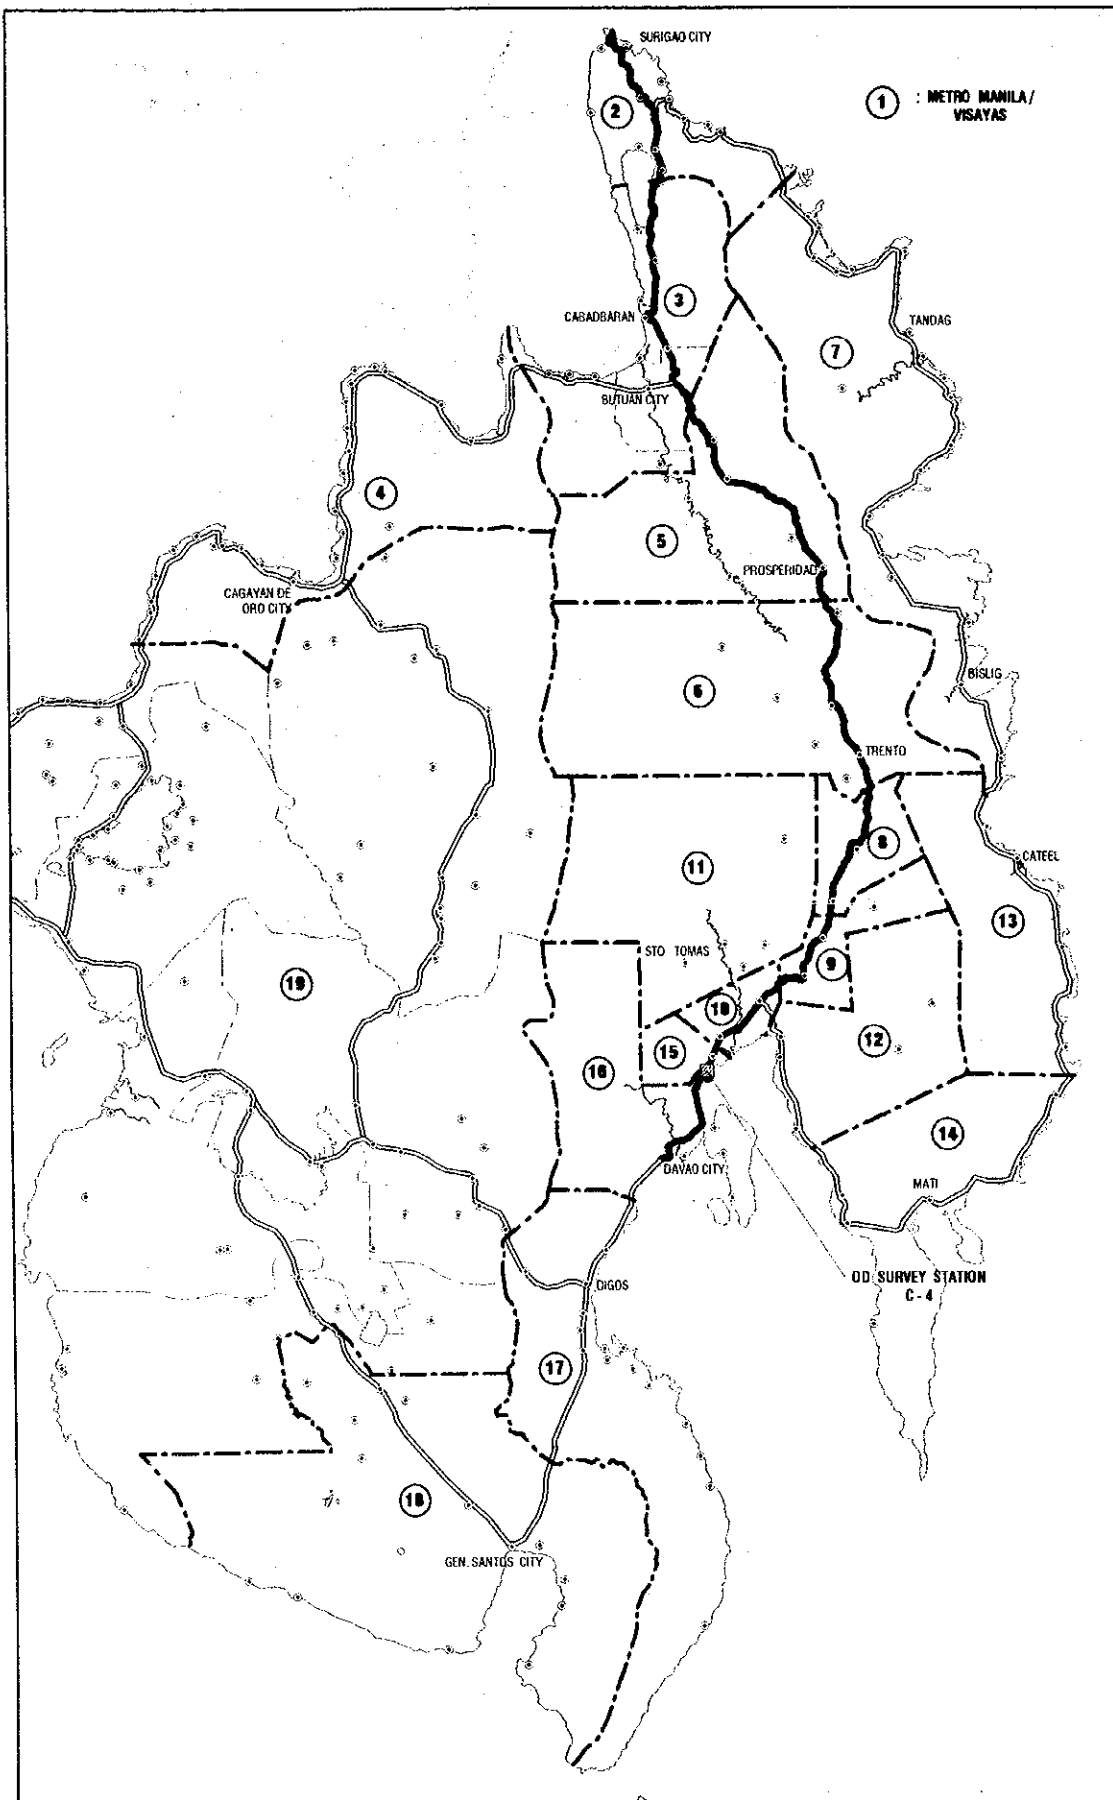 SURIGAO CITY
1 : METRO MANILA/
VISAYAS
2
3
CABADBARAN
TANDAG
7
BUTUAN CITY
4
5
PROSPERIDAD
CAGAYAN DE
ORO CITY
BISLIG
6
TRENTO
8
CATEEL
11
13
STO TOMAS
9
19
10
12
15
16
14
DAVAO CITY
MATI
OD SURVEY STATION
C-4
DIGOS
17
18
GEN. SANTOS CITY